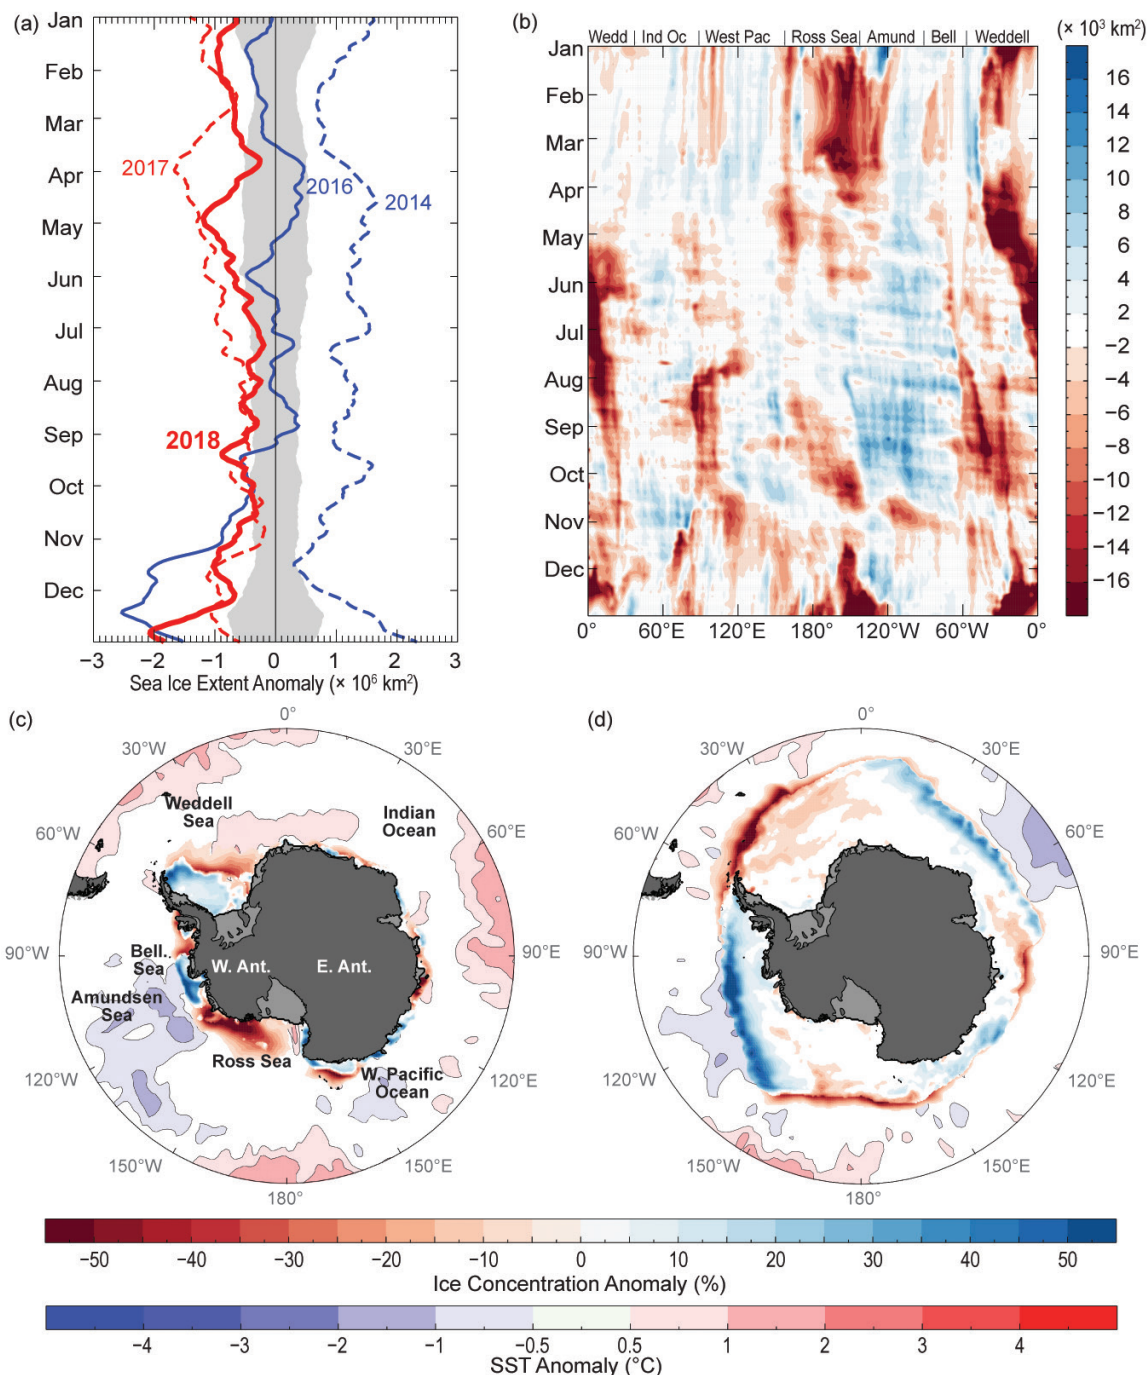 (a)
Jan
Feb
Mar
Apr
May
Jun
Jul
Aug
Sep
Oct
Nov
Dec
2017
2016
2014
2018
−3 −2 −1 0 1 2 3
Sea Ice Extent Anomaly (× 10⁶ km²)
(b)
(× 10³ km²)
Wedd | Ind Oc | West Pac | Ross Sea | Amund | Bell | Weddell
Jan
Feb
Mar
Apr
May
Jun
Jul
Aug
Sep
Oct
Nov
Dec
0° 60°E 120°E 180° 120°W 60°W 0°
16
14
12
10
8
6
4
2
−2
−4
−6
−8
−10
−12
−14
−16
(c)
0°
30°W 30°E
60°W 60°E
90°W 90°E
120°W 120°E
150°W 150°E
180°
Weddell
Sea
Indian
Ocean
Bell.
Sea
W. Ant. E. Ant.
Amundsen
Sea
Ross Sea
W. Pacific
Ocean
(d)
0°
30°W 30°E
60°W 60°E
90°W 90°E
120°W 120°E
150°W 150°E
180°
−50 −40 −30 −20 −10 0 10 20 30 40 50
Ice Concentration Anomaly (%)
−4 −3 −2 −1 −0.5 0.5 1 2 3 4
SST Anomaly (°C)